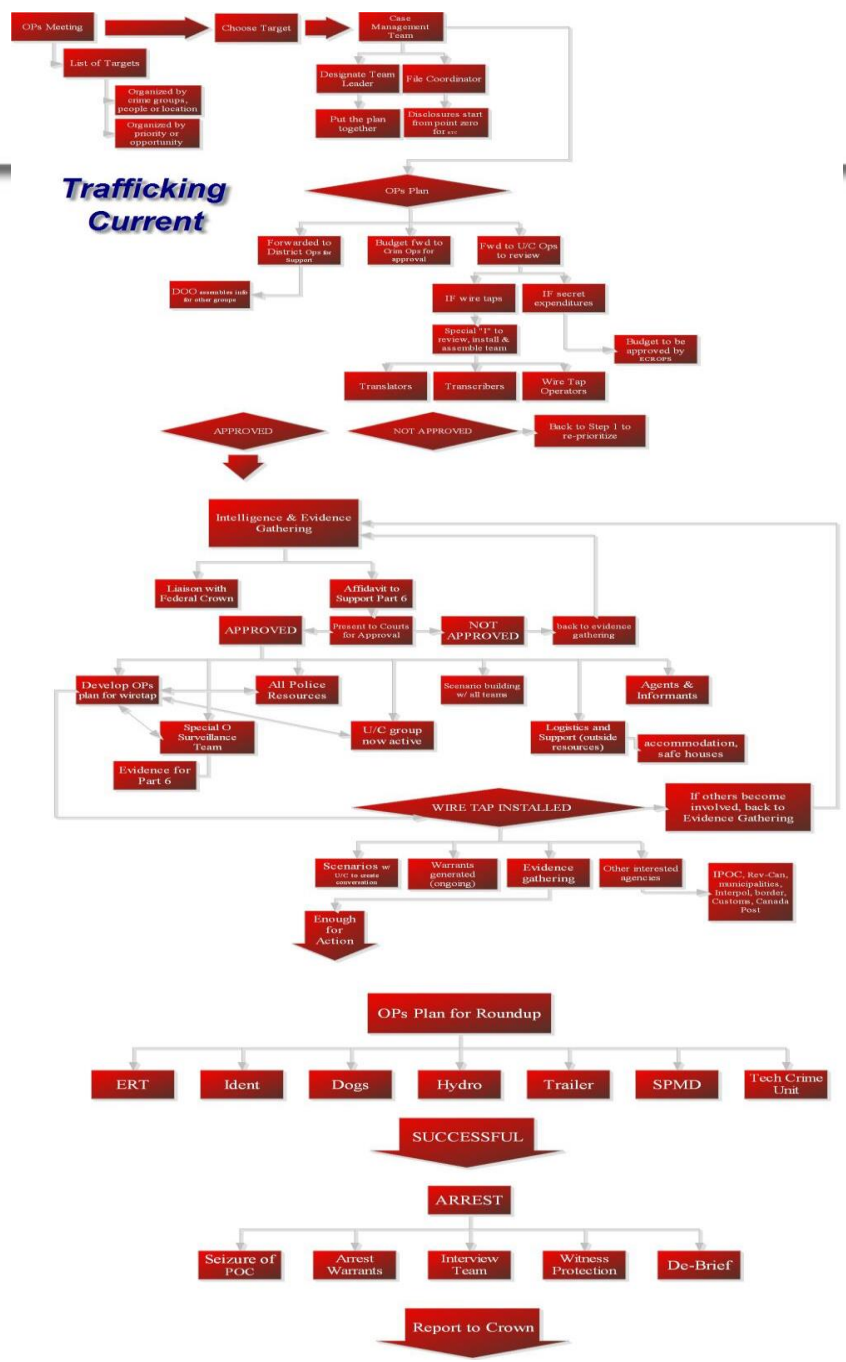 OPs Meeting
Choose Target
Case
Management
Team
List of Targets
Designate Team
Leader
File Coordinator
Organized by
crime groups,
people or location
Put the plan
together
Disclosures start
from point zero
for etc
Organized by
priority or
opportunity
Trafficking
Current
OPs Plan
Forwarded to
District Ops for
Support
Budget fwd to
Crim Ops for
approval
Fwd to U/C Ops
to review
DOO assembles info
for other groups
IF wire taps
IF secret
expenditures
Special "I" to
review, install &
assemble team
Budget to be
approved by
ECROPS
Translators
Transcribers
Wire Tap
Operators
APPROVED
NOT APPROVED
Back to Step 1 to
re-prioritize
Intelligence & Evidence
Gathering
Liaison with
Federal Crown
Affidavit to
Support Part 6
APPROVED
Present to Courts
for Approval
NOT
APPROVED
back to evidence
gathering
Develop OPs
plan for wiretap
All Police
Resources
Scenario building
w/ all teams
Agents &
Informants
Special O
Surveillance
Team
U/C group
now active
Logistics and
Support (outside
resources)
accommodation,
safe houses
Evidence for
Part 6
WIRE TAP INSTALLED
If others become
involved, back to
Evidence Gathering
Scenarios w
U/C to create
conversation
Warrants
generated
(ongoing)
Evidence
gathering
Other interested
agencies
IPOC, Rev-Can,
municipalities,
Interpol, border,
Customs, Canada
Post
Enough
for
Action
OPs Plan for Roundup
ERT
Ident
Dogs
Hydro
Trailer
SPMD
Tech Crime
Unit
SUCCESSFUL
ARREST
Seizure of
POC
Arrest
Warrants
Interview
Team
Witness
Protection
De-Brief
Report to Crown